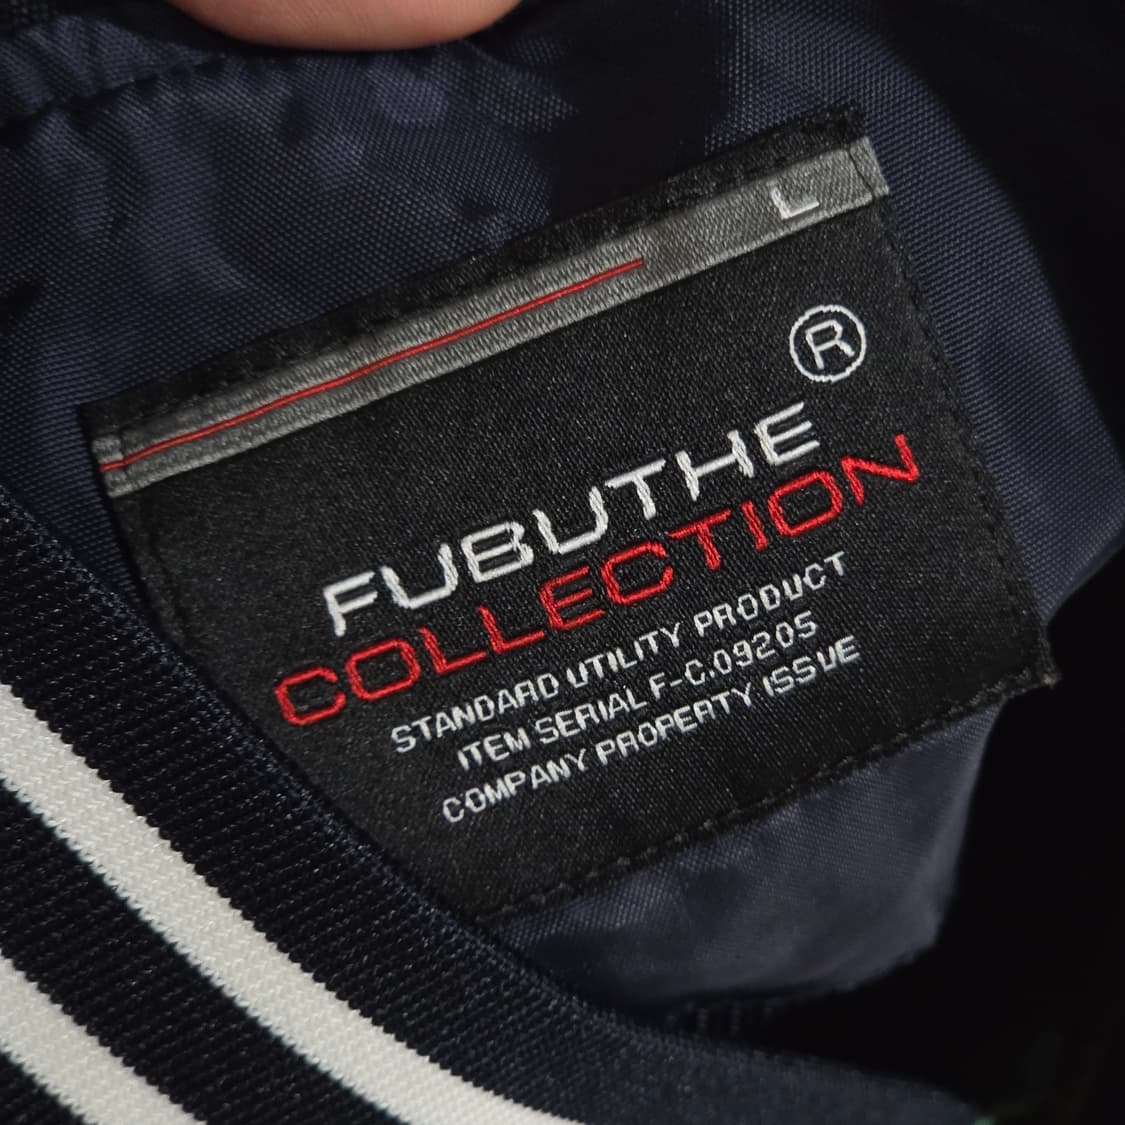 L
®
FUBUTHE
COLLECTION
STANDARD UTILITY PRODUCT
ITEM SERIAL F-C.09205
COMPANY PROPERTY ISSUE